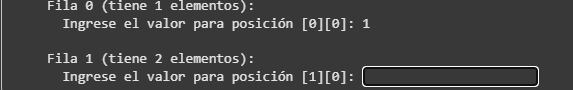 Fila 0 (tiene 1 elementos):
Ingrese el valor para posición [0][0]: 1
Fila 1 (tiene 2 elementos):
Ingrese el valor para posición [1][0]: